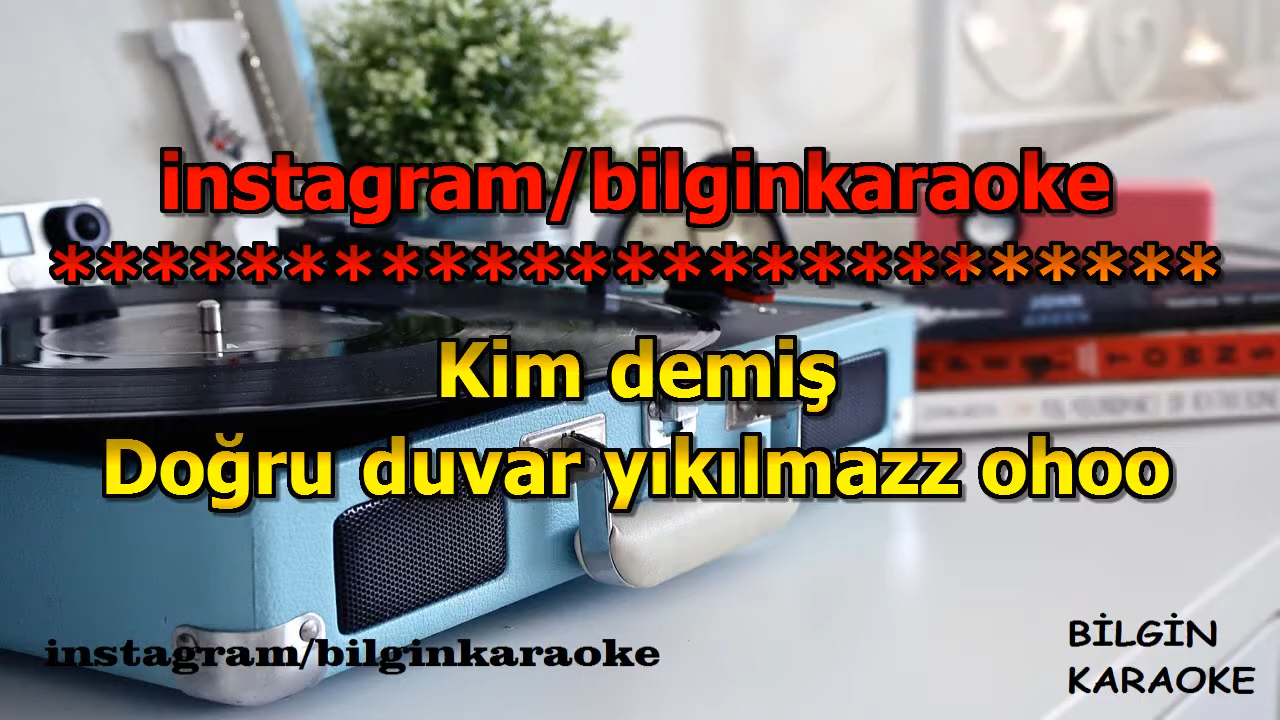 instagram/bilginkaraoke
*************************
Kim demiş
Doğru duvar yıkılmazz ohoo
instagram/bilginkaraoke
BİLGİN
KARAOKE